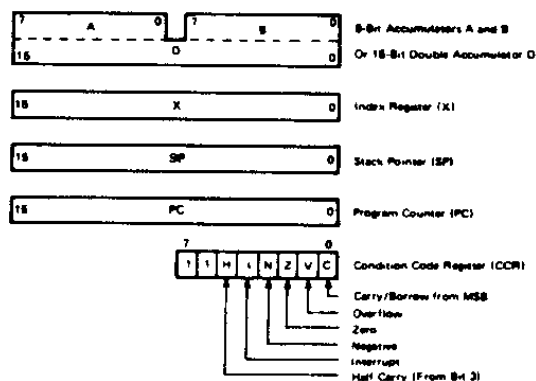 7 A 0 7 B 0 8-Bit Accumulators A and B
15 D 0 Or 16-Bit Double Accumulator D
15 X 0 Index Register (X)
15 SP 0 Stack Pointer (SP)
15 PC 0 Program Counter (PC)
7 0
1 1 H I N Z V C Condition Code Register (CCR)
Carry/Borrow from MSB
Overflow
Zero
Negative
Interrupt
Half Carry (From Bit 3)